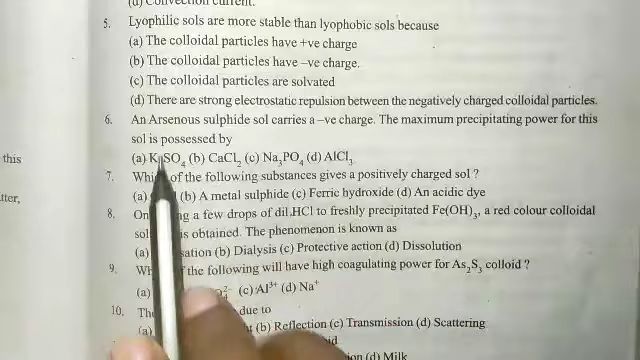 (d) Convection current.
5. Lyophilic sols are more stable than lyophobic sols because
(a) The colloidal particles have +ve charge
(b) The colloidal particles have –ve charge.
(c) The colloidal particles are solvated
(d) There are strong electrostatic repulsion between the negatively charged colloidal particles.
6. An Arsenous sulphide sol carries a –ve charge. The maximum precipitating power for this
sol is possessed by
(a) K SO₄ (b) CaCl₂ (c) Na₃PO₄ (d) AlCl₃
7. Whi of the following substances gives a positively charged sol ?
(a) (b) A metal sulphide (c) Ferric hydroxide (d) An acidic dye
8. On g a few drops of dil.HCl to freshly precipitated Fe(OH)₃, a red colour colloidal
sol is obtained. The phenomenon is known as
(a) sation (b) Dialysis (c) Protective action (d) Dissolution
9. Wh f the following will have high coagulating power for As₂S₃ colloid ?
(a) ₄²⁻ (c) Al³⁺ (d) Na⁺
10. Th due to
(a) (b) Reflection (c) Transmission (d) Scattering
(d) Milk
this
tter,